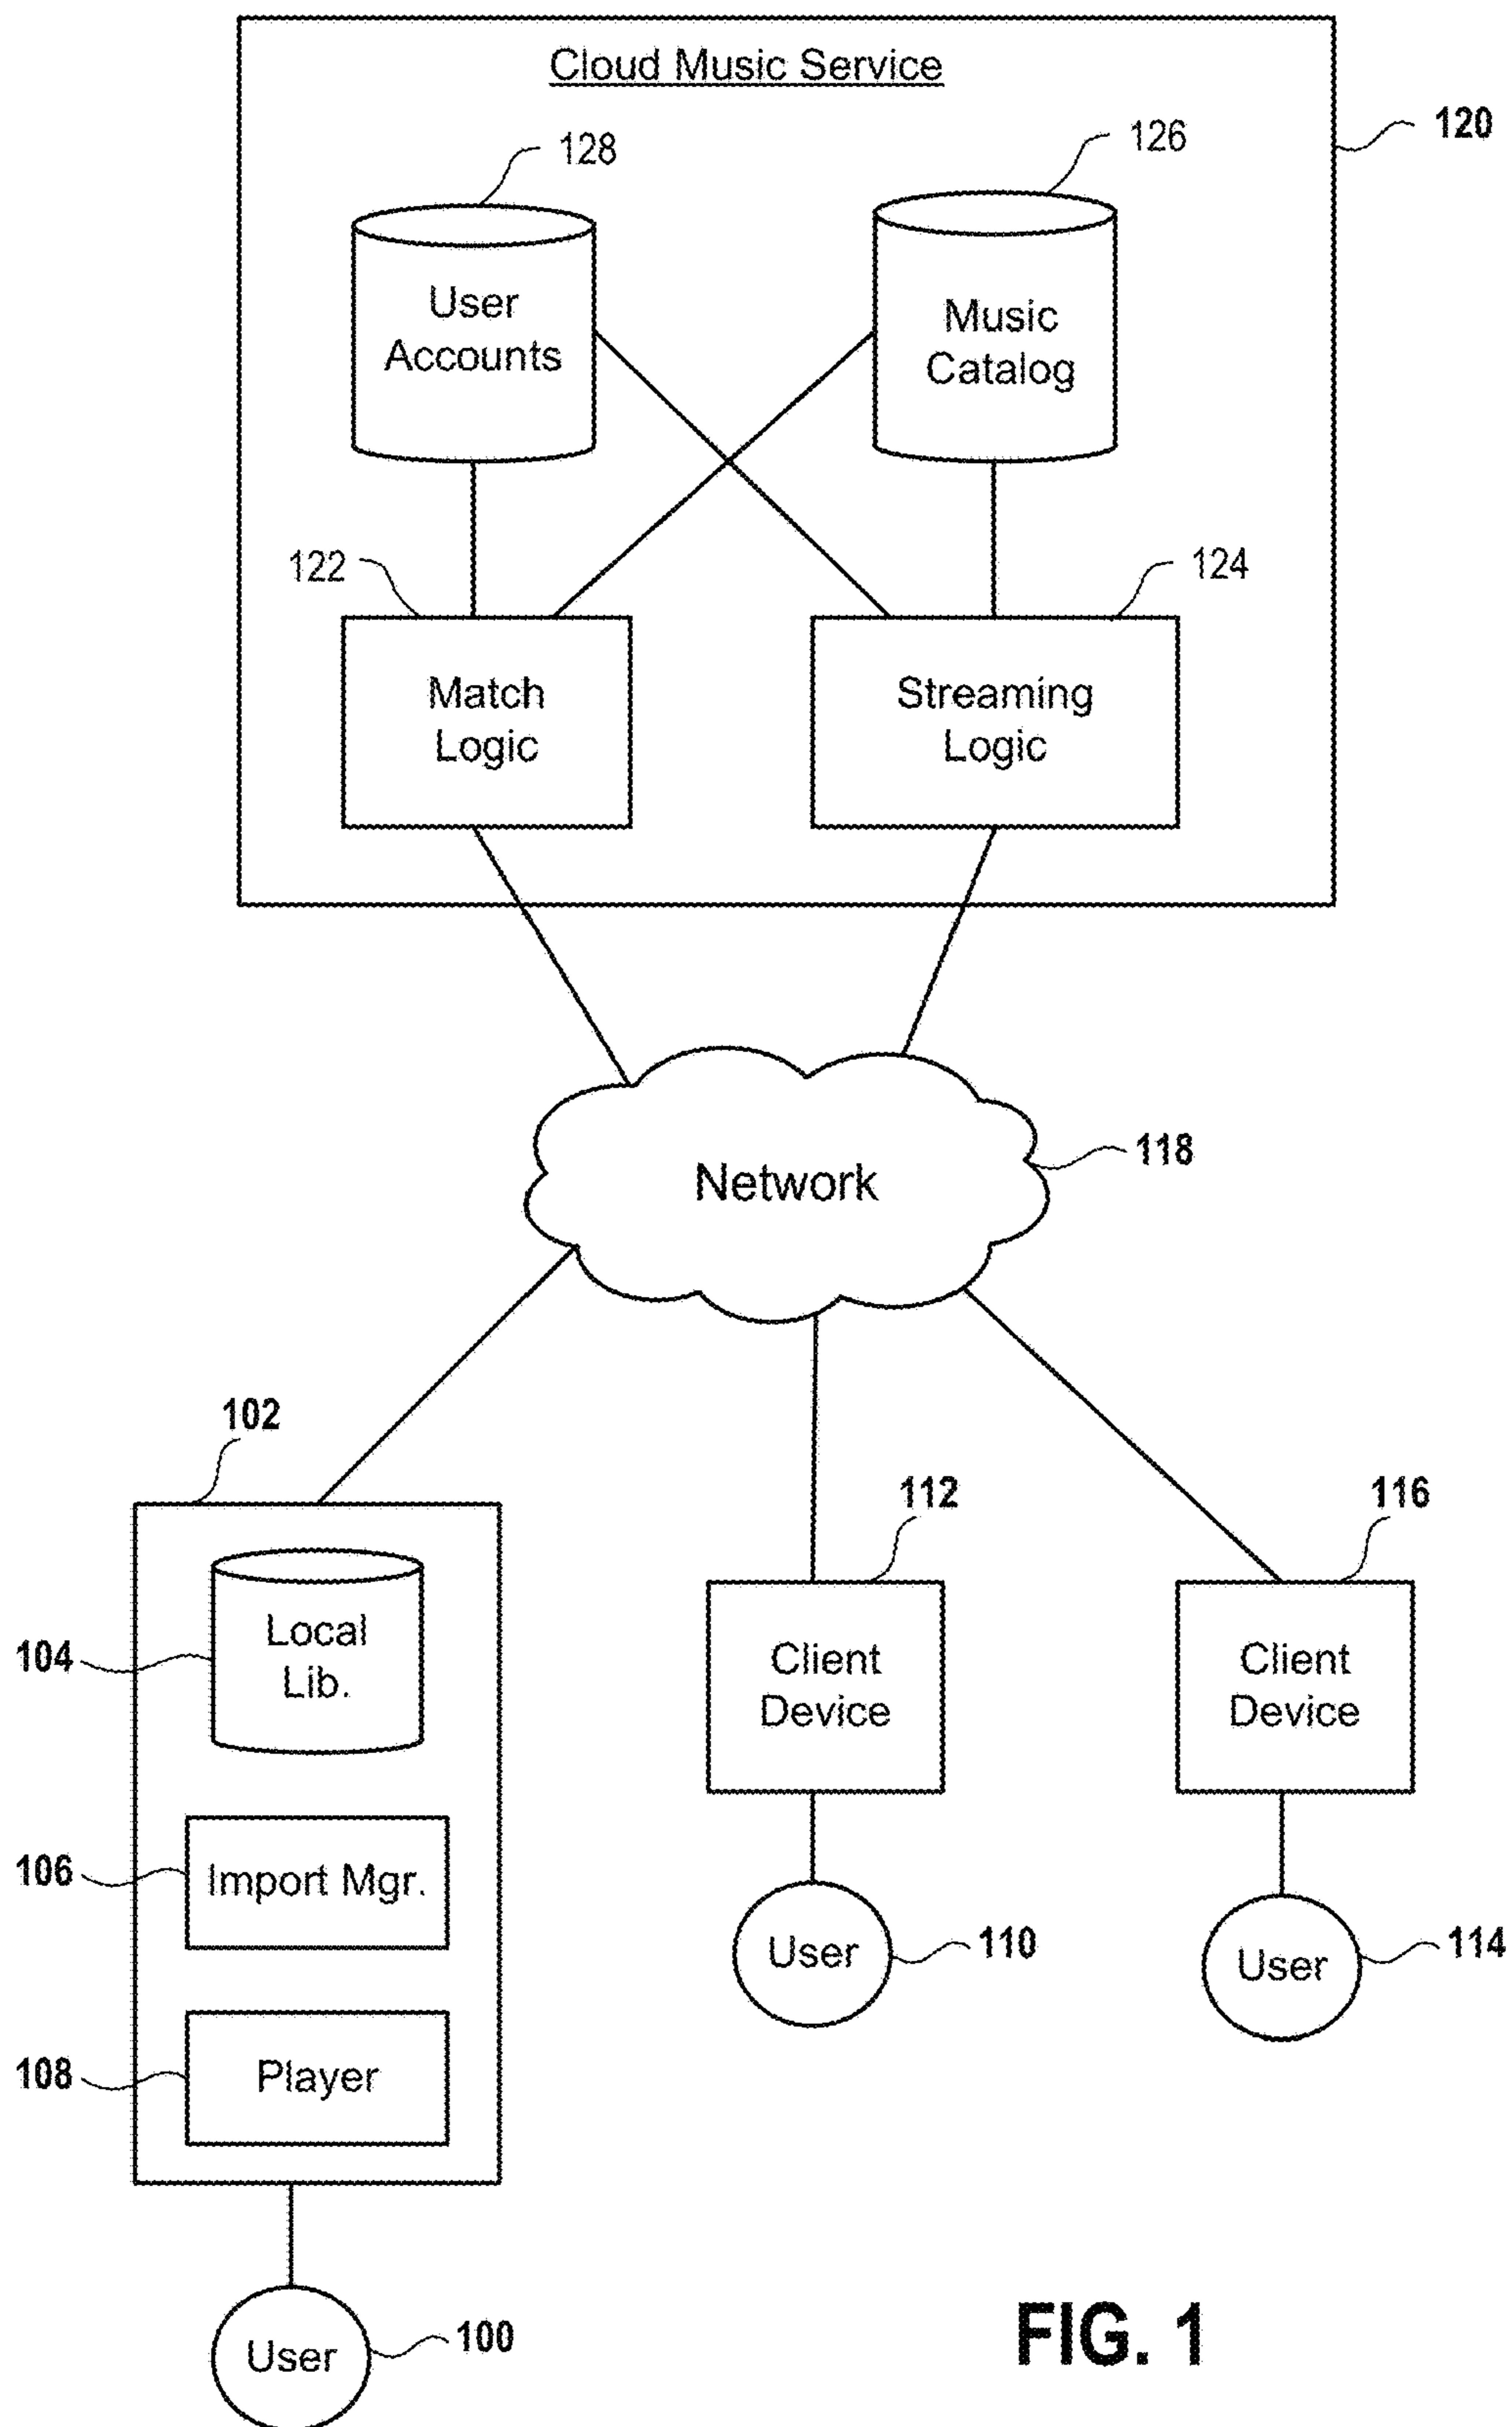 Cloud Music Service
120
128
126
User
Accounts
Music
Catalog
122
124
Match
Logic
Streaming
Logic
Network
118
102
112
116
104
Local
Lib.
Client
Device
Client
Device
106
Import Mgr.
User
110
User
114
108
Player
User
100
FIG. 1